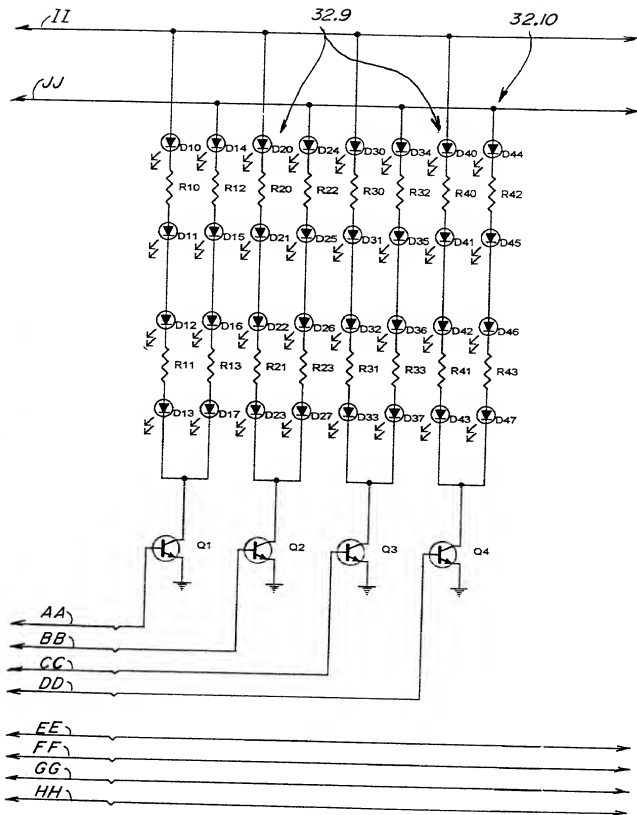 II 32.9 32.10
JJ
D10 D14 D20 D24 D30 D34 D40 D44
R10 R12 R20 R22 R30 R32 R40 R42
D11 D15 D21 D25 D31 D35 D41 D45
D12 D16 D22 D26 D32 D36 D42 D46
R11 R13 R21 R23 R31 R33 R41 R43
D13 D17 D23 D27 D33 D37 D43 D47
Q1 Q2 Q3 Q4
AA
BB
CC
DD
EE
FF
GG
HH